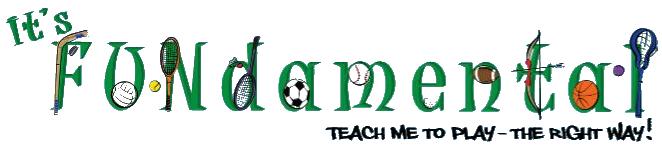 It's
FUNdamental
TEACH ME TO PLAY - THE RIGHT WAY!